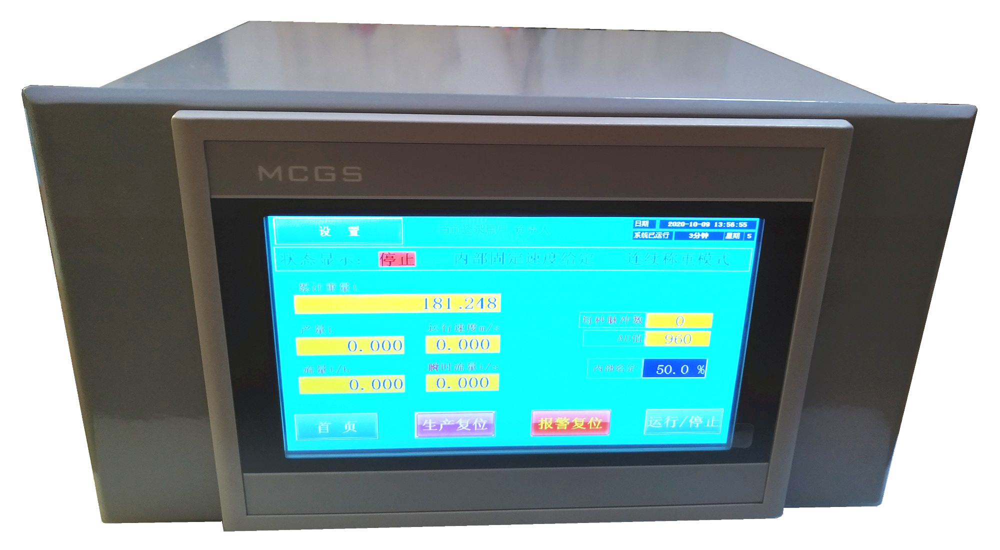 MCGS
设 置
当前登录用户 负责人
日期 2020-10-09 13:56:55
系统已运行 3分钟 星期 5
状态显示: 停止 内部固定速度给定 连续称重模式
累计重量t
181.248
产量t
0.000
运行速度m/s
0.000
流量t/h
0.000
瞬时流量t/s
0.000
每秒脉冲数 0
AD值 960
内部给定 50.0 %
首 页
生产复位
报警复位
运行/停止